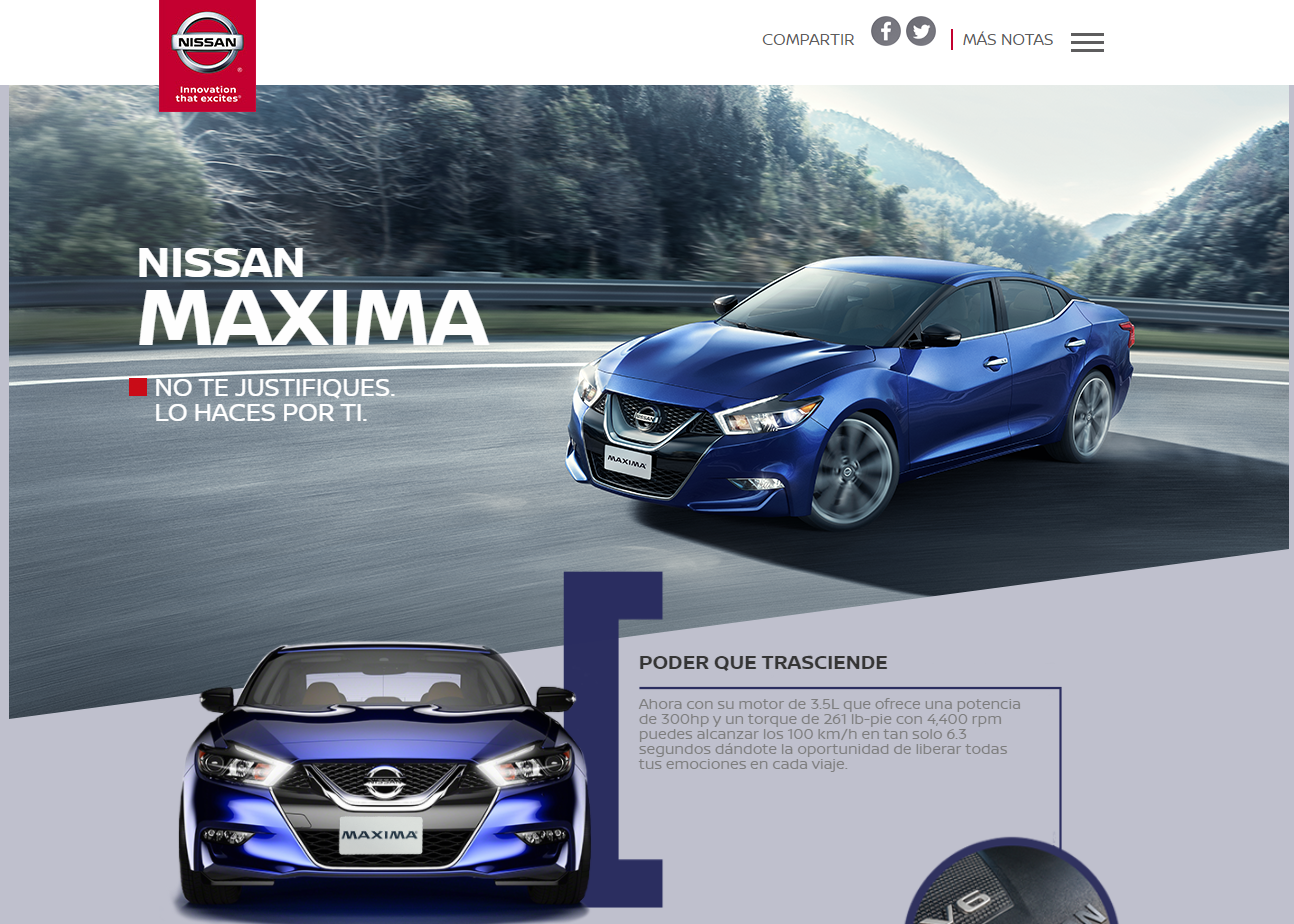 NISSAN
Innovation
that excites®
COMPARTIR
MÁS NOTAS
NISSAN
MAXIMA
NO TE JUSTIFIQUES.
LO HACES POR TI.
NISSAN
MAXIMA
PODER QUE TRASCIENDE
Ahora con su motor de 3.5L que ofrece una potencia
de 300hp y un torque de 261 lb-pie con 4,400 rpm
puedes alcanzar los 100 km/h en tan solo 6.3
segundos dándote la oportunidad de liberar todas
tus emociones en cada viaje.
NISSAN
MAXIMA
V6